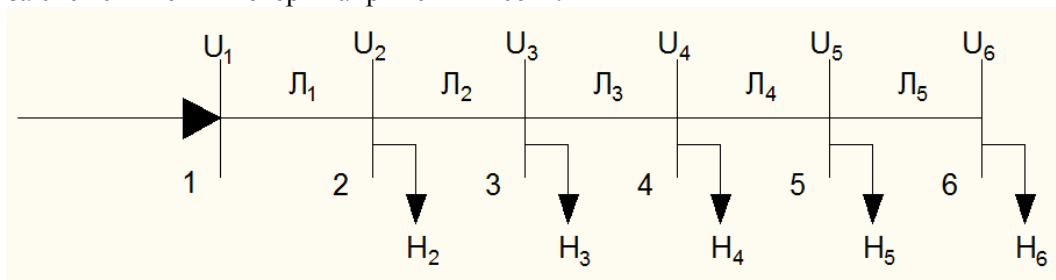 U₁ U₂ U₃ U₄ U₅ U₆
Л₁ Л₂ Л₃ Л₄ Л₅
1 2 3 4 5 6
Н₂ Н₃ Н₄ Н₅ Н₆